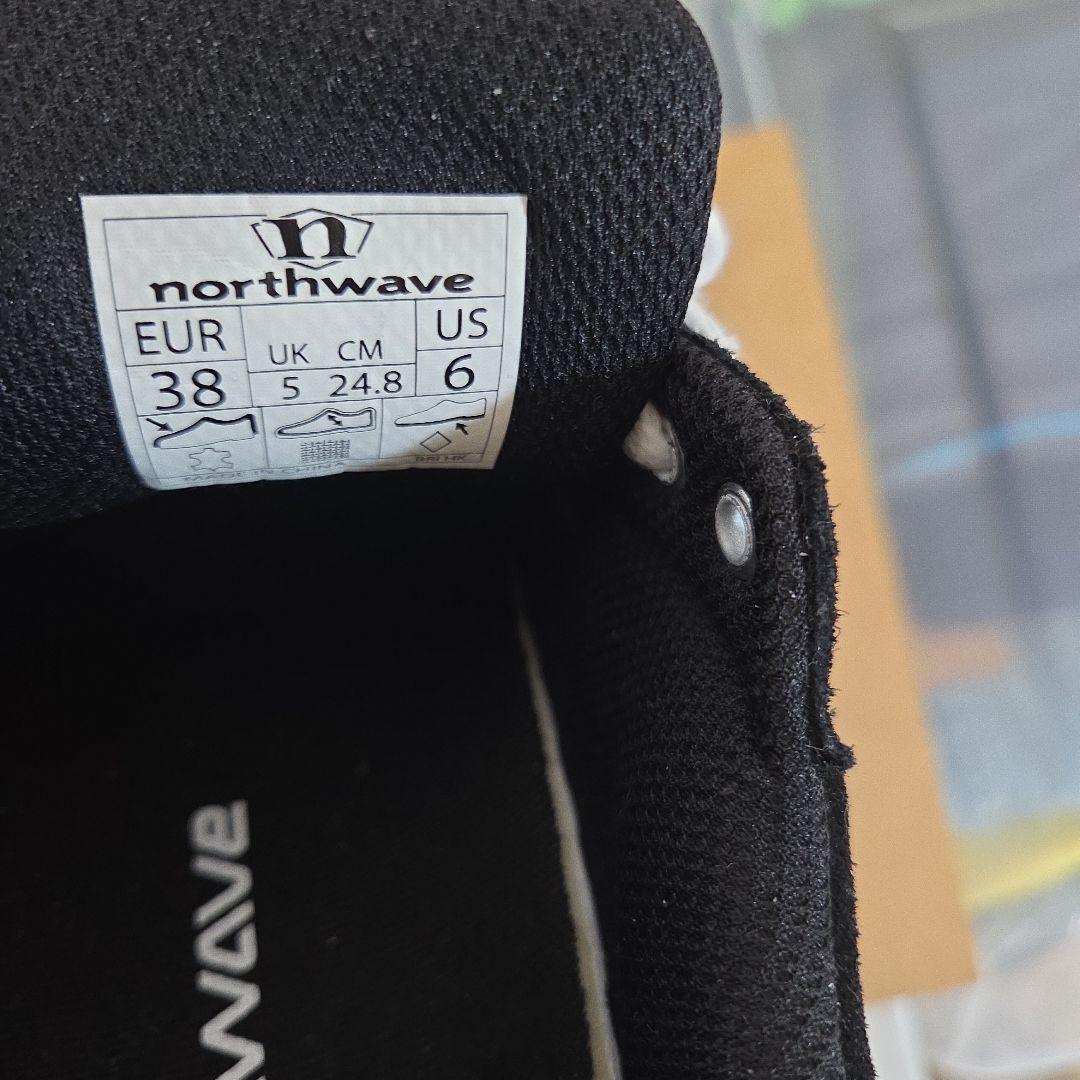 n
northwave
EUR UK CM US
38 5 24.8 6
MADE IN CHINA
wave